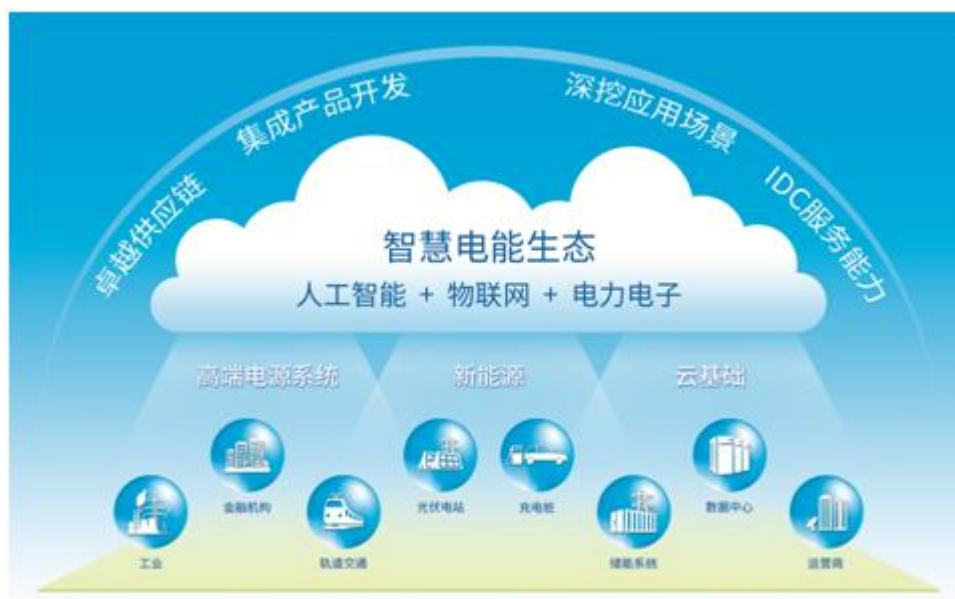 卓越供应链
集成产品开发
深挖应用场景
IDC服务能力
智慧电能生态
人工智能 + 物联网 + 电力电子
高端电源系统
新能源
云基础
工业
金融机构
轨道交通
光伏电站
充电桩
储能系统
数据中心
运营商